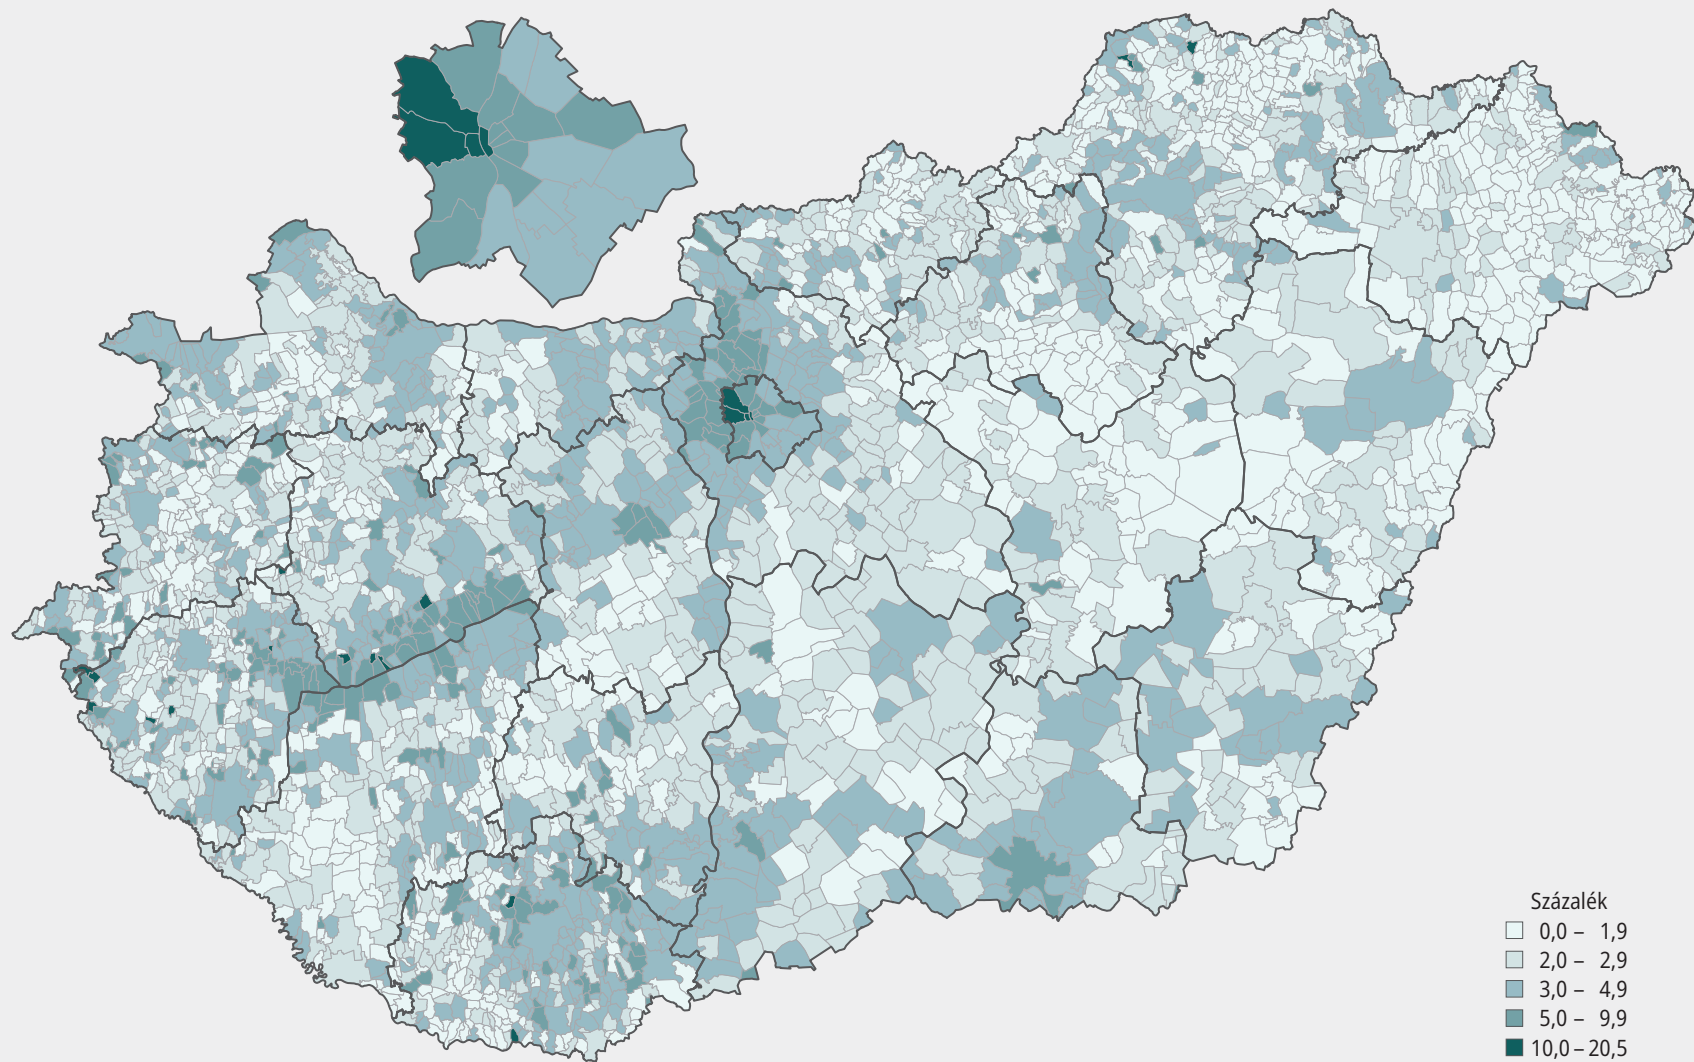 Százalék
0,0 – 1,9
2,0 – 2,9
3,0 – 4,9
5,0 – 9,9
10,0 – 20,5